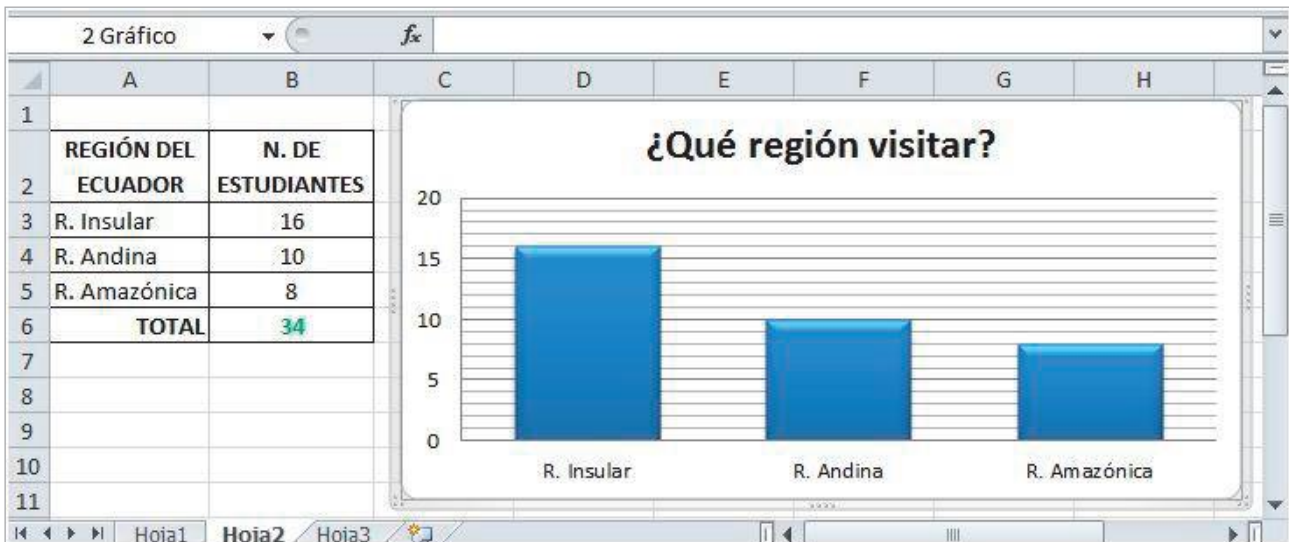 2 Gráfico
fx
A B C D E F G H
1
2 REGIÓN DEL ECUADOR N. DE ESTUDIANTES
3 R. Insular 16
4 R. Andina 10
5 R. Amazónica 8
6 TOTAL 34
7
8
9
10
11
¿Qué región visitar?
20
15
10
5
0
R. Insular R. Andina R. Amazónica
Hoja1 Hoja2 Hoja3